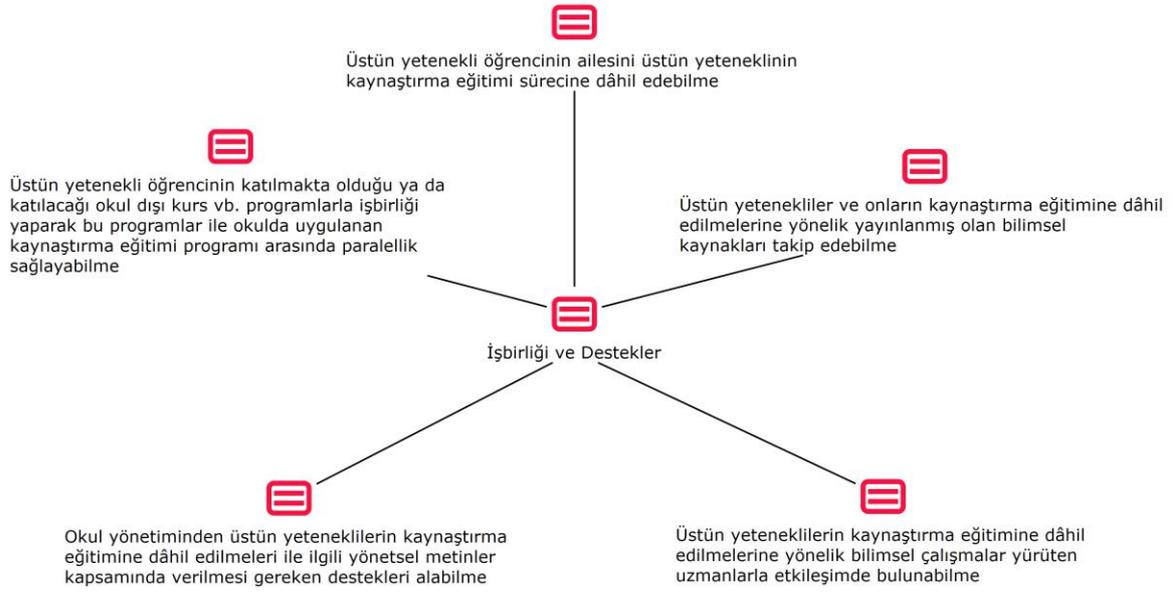 Üstün yetenekli öğrencinin ailesini üstün yeteneklinin
kaynaştırma eğitimi sürecine dâhil edebilme
Üstün yetenekli öğrencinin katılmakta olduğu ya da
katılacağı okul dışı kurs vb. programlarla işbirliği
yaparak bu programlar ile okulda uygulanan
kaynaştırma eğitimi programı arasında paralellik
sağlayabilme
Üstün yetenekliler ve onların kaynaştırma eğitimine dâhil
edilmelerine yönelik yayınlanmış olan bilimsel
kaynakları takip edebilme
İşbirliği ve Destekler
Okul yönetiminden üstün yeteneklilerin kaynaştırma
eğitimine dâhil edilmeleri ile ilgili yönetsel metinler
kapsamında verilmesi gereken destekleri alabilme
Üstün yeteneklilerin kaynaştırma eğitimine dâhil
edilmelerine yönelik bilimsel çalışmalar yürüten
uzmanlarla etkileşimde bulunabilme